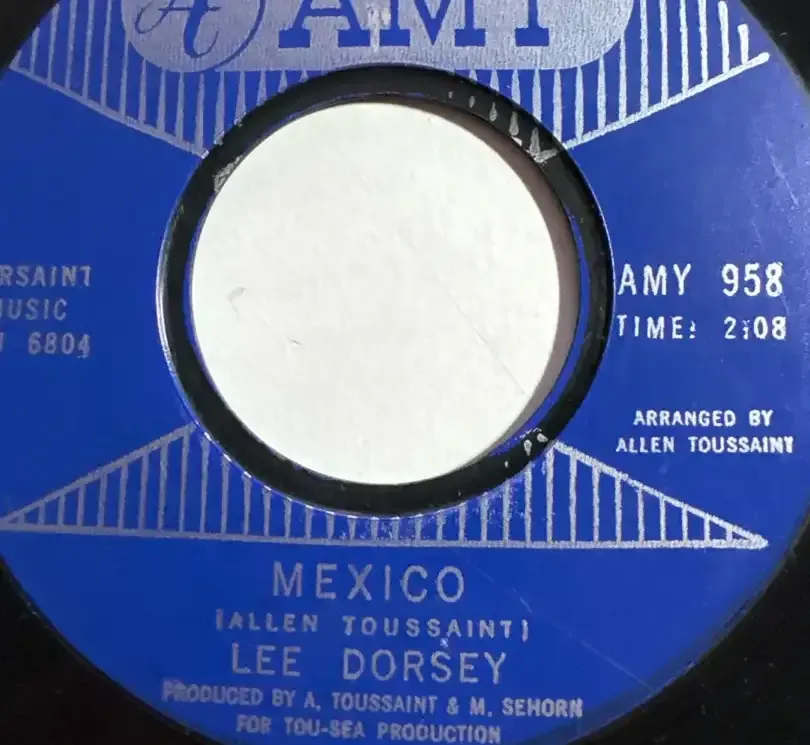 A AMY
RSAINT
MUSIC
6804
AMY 958
TIME: 2:08
ARRANGED BY
ALLEN TOUSSAINT
MEXICO
(ALLEN TOUSSAINT)
LEE DORSEY
PRODUCED BY A. TOUSSAINT & M. SEHORN
FOR TOU-SEA PRODUCTION